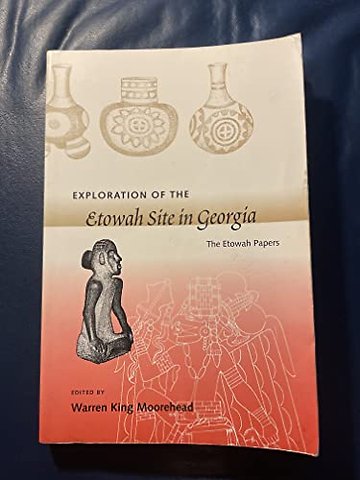 EXPLORATION OF THE
Etowah Site in Georgia
The Etowah Papers
EDITED BY
Warren King Moorehead